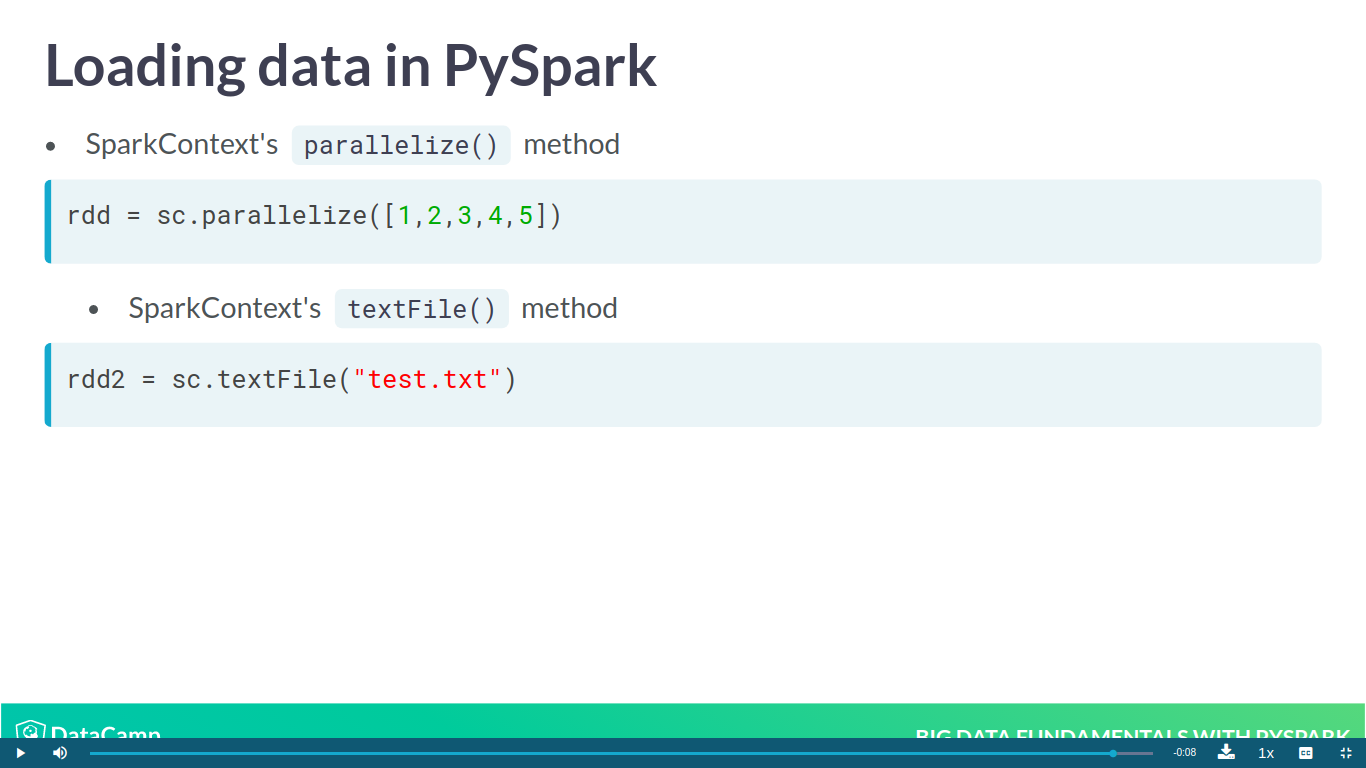 Loading data in PySpark
• SparkContext's parallelize() method
rdd = sc.parallelize([1,2,3,4,5])
• SparkContext's textFile() method
rdd2 = sc.textFile("test.txt")
DataCamp
BIG DATA FUNDAMENTALS WITH PYSPARK
-0:08
1x
CC